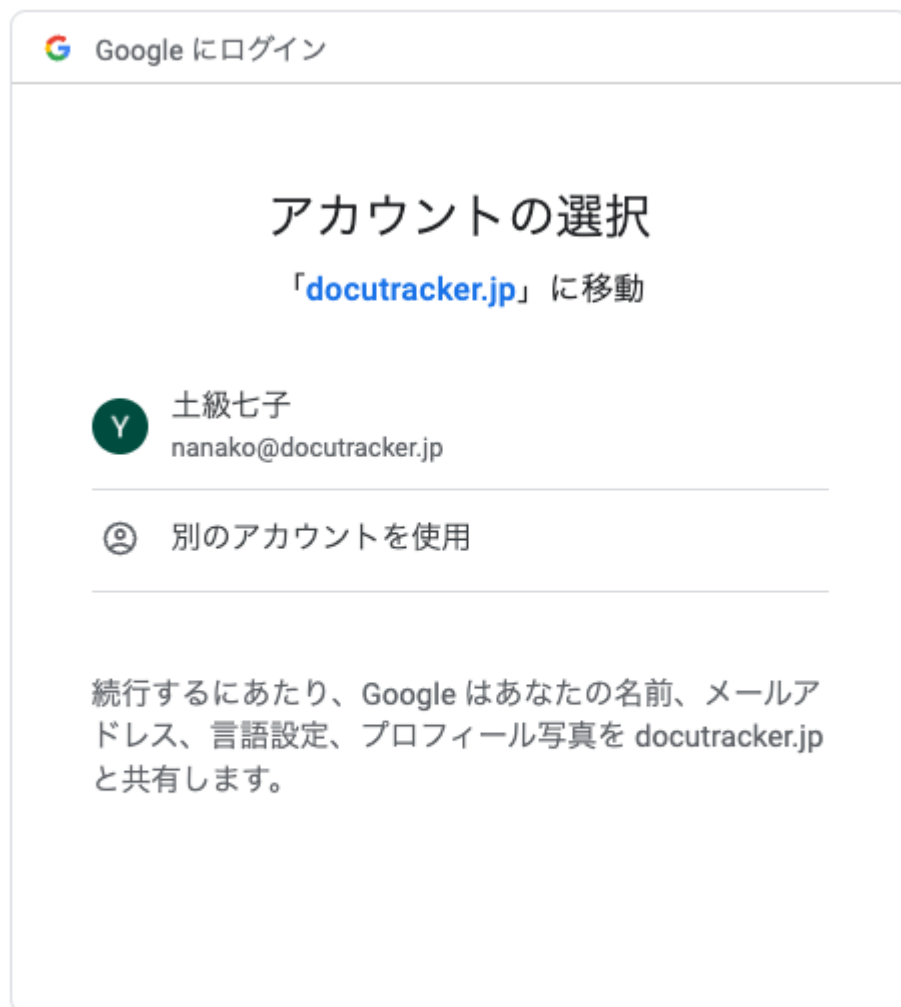 Google にログイン
アカウントの選択
「docutracker.jp」に移動
Y
土級七子
nanako@docutracker.jp
別のアカウントを使用
続行するにあたり、Google はあなたの名前、メールア
ドレス、言語設定、プロフィール写真を docutracker.jp
と共有します。